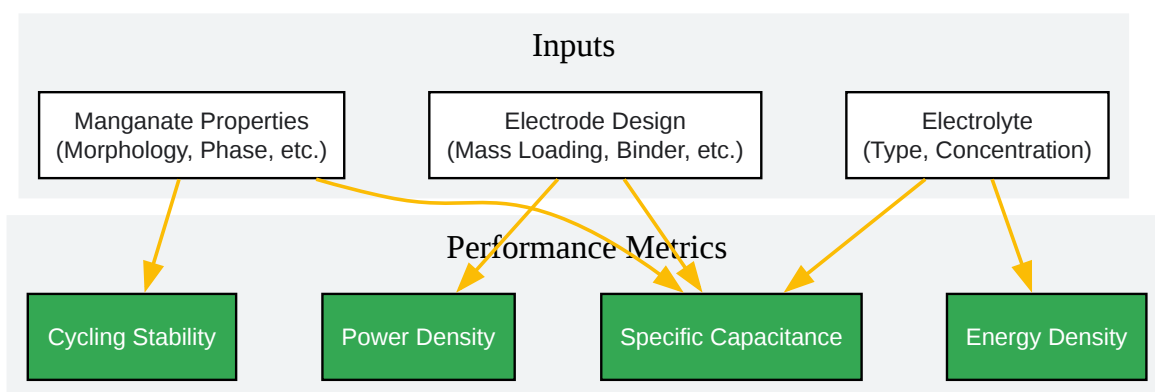 Inputs
Manganate Properties
(Morphology, Phase, etc.)
Electrode Design
(Mass Loading, Binder, etc.)
Electrolyte
(Type, Concentration)
Performance Metrics
Cycling Stability
Power Density
Specific Capacitance
Energy Density